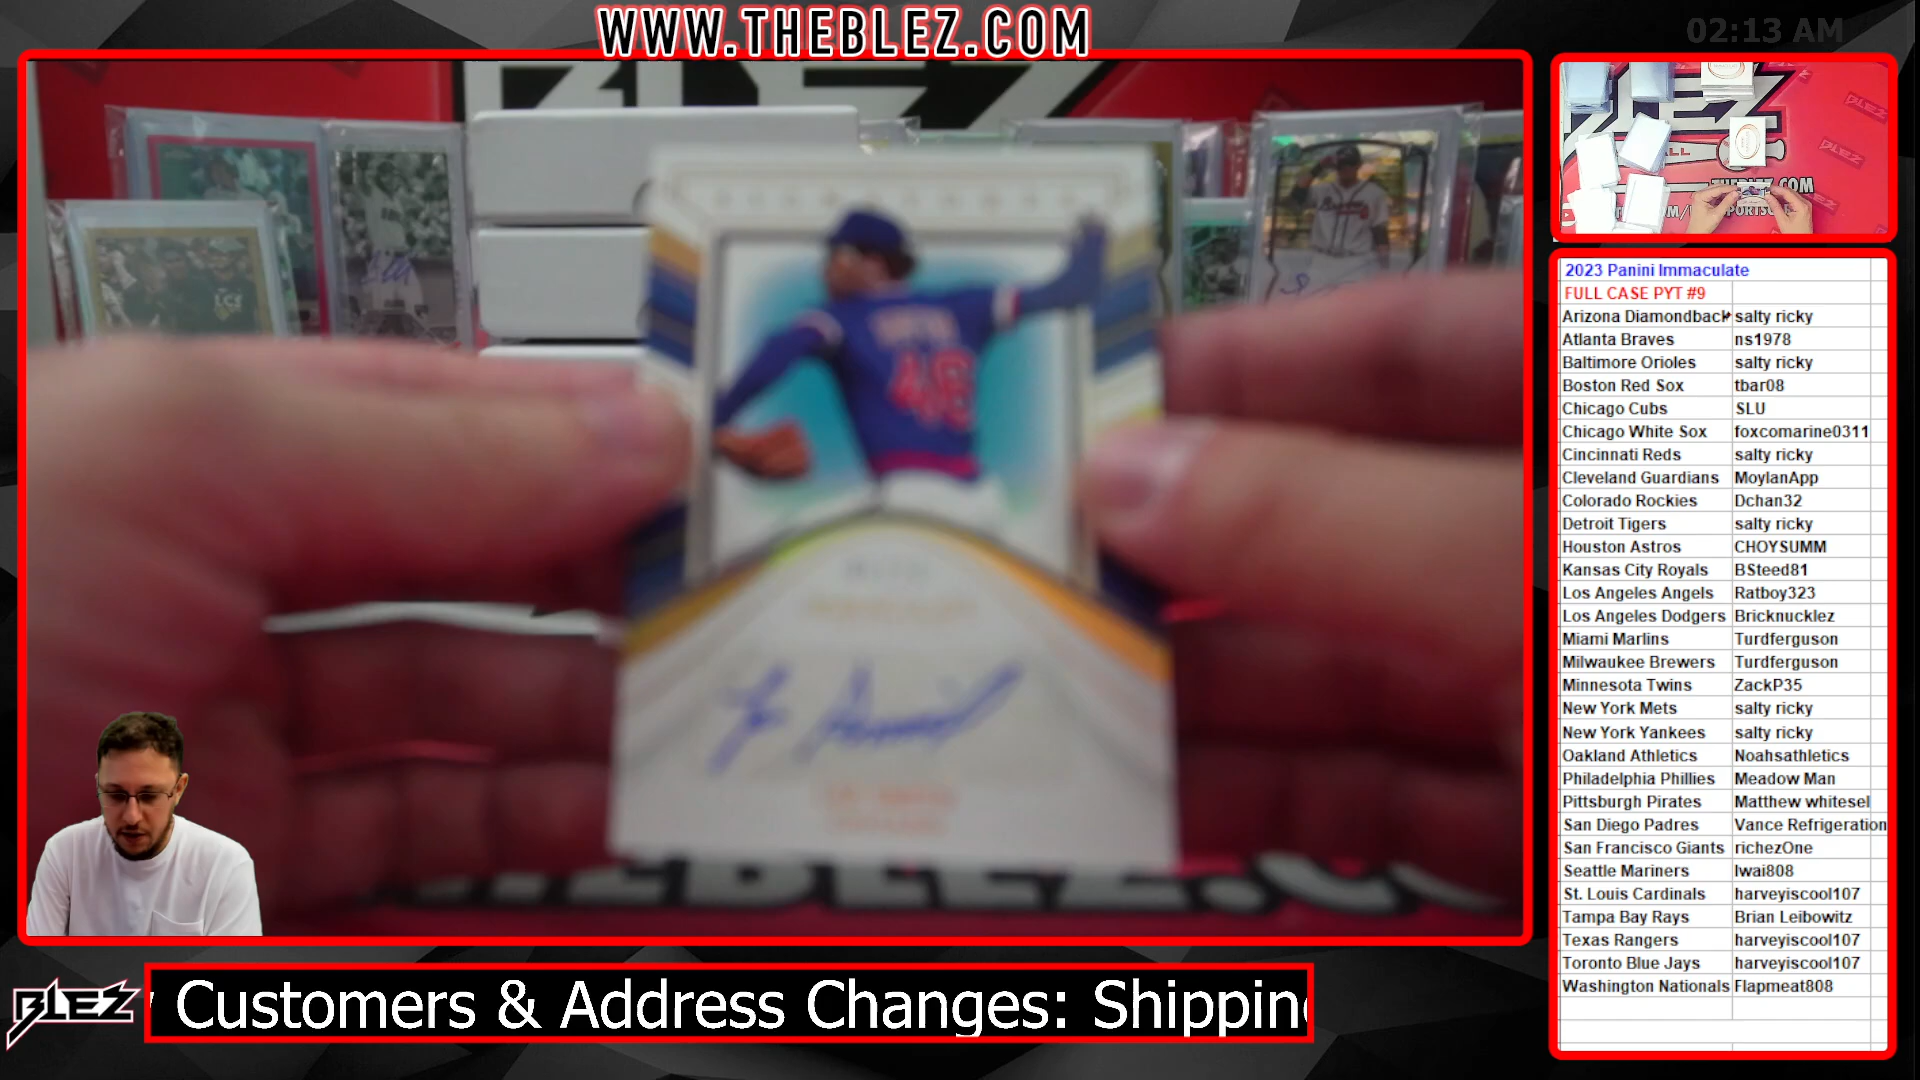 WWW.THEBLEZ.COM
02:13 AM
BLEZ
46
2023 Panini Immaculate
FULL CASE PYT #9
Arizona Diamondback salty ricky
Atlanta Braves ns1978
Baltimore Orioles salty ricky
Boston Red Sox tbar08
Chicago Cubs SLU
Chicago White Sox foxcomarine0311
Cincinnati Reds salty ricky
Cleveland Guardians MoylanApp
Colorado Rockies Dchan32
Detroit Tigers salty ricky
Houston Astros CHOYSUMM
Kansas City Royals BSteed81
Los Angeles Angels Ratboy323
Los Angeles Dodgers Bricknucklez
Miami Marlins Turdferguson
Milwaukee Brewers Turdferguson
Minnesota Twins ZackP35
New York Mets salty ricky
New York Yankees salty ricky
Oakland Athletics Noahsathletics
Philadelphia Phillies Meadow Man
Pittsburgh Pirates Matthew whitesel
San Diego Padres Vance Refrigeration
San Francisco Giants richezOne
Seattle Mariners lwai808
St. Louis Cardinals harveyiscool107
Tampa Bay Rays Brian Leibowitz
Texas Rangers harveyiscool107
Toronto Blue Jays harveyiscool107
Washington Nationals Flapmeat808
BLEZ
Customers & Address Changes: Shippin